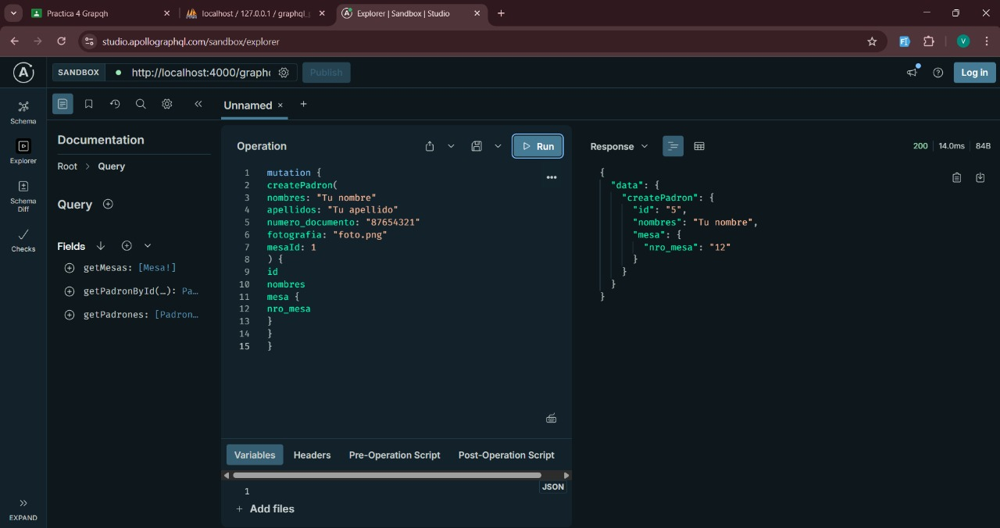 Practica 4 Grapqh
localhost / 127.0.0.1 / graphql_
Explorer | Sandbox | Studio
studio.apollographql.com/sandbox/explorer
V
A
SANDBOX
http://localhost:4000/graph
Publish
Log in
Schema
Explorer
Schema
Diff
Checks
EXPAND
Unnamed
Documentation
Root > Query
Query
Fields
getMesas: [Mesa!]
getPadronById(…): Pa…
getPadrones: [Padron…
Operation
Run
1 mutation {
2 createPadron(
3 nombres: "Tu nombre"
4 apellidos: "Tu apellido"
5 numero_documento: "87654321"
6 fotografia: "foto.png"
7 mesaId: 1
8 ) {
9 id
10 nombres
11 mesa {
12 nro_mesa
13 }
14 }
15 }
Variables Headers Pre-Operation Script Post-Operation Script
JSON
1
+ Add files
Response
200 14.0ms 84B
{
"data": {
"createPadron": {
"id": "5",
"nombres": "Tu nombre",
"mesa": {
"nro_mesa": "12"
}
}
}
}